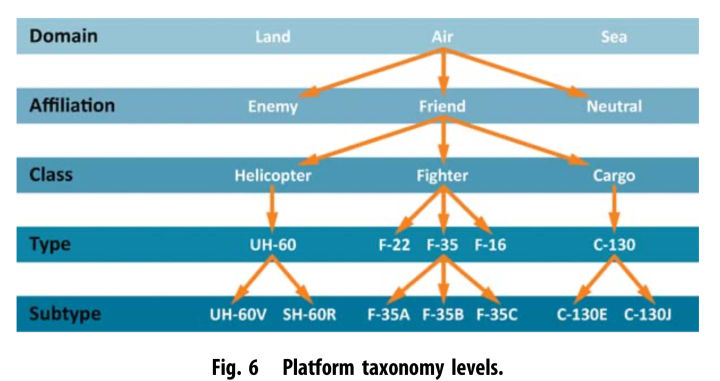 Domain Land Air Sea
Affiliation Enemy Friend Neutral
Class Helicopter Fighter Cargo
Type UH-60 F-22 F-35 F-16 C-130
Subtype UH-60V SH-60R F-35A F-35B F-35C C-130E C-130J
Fig. 6 Platform taxonomy levels.